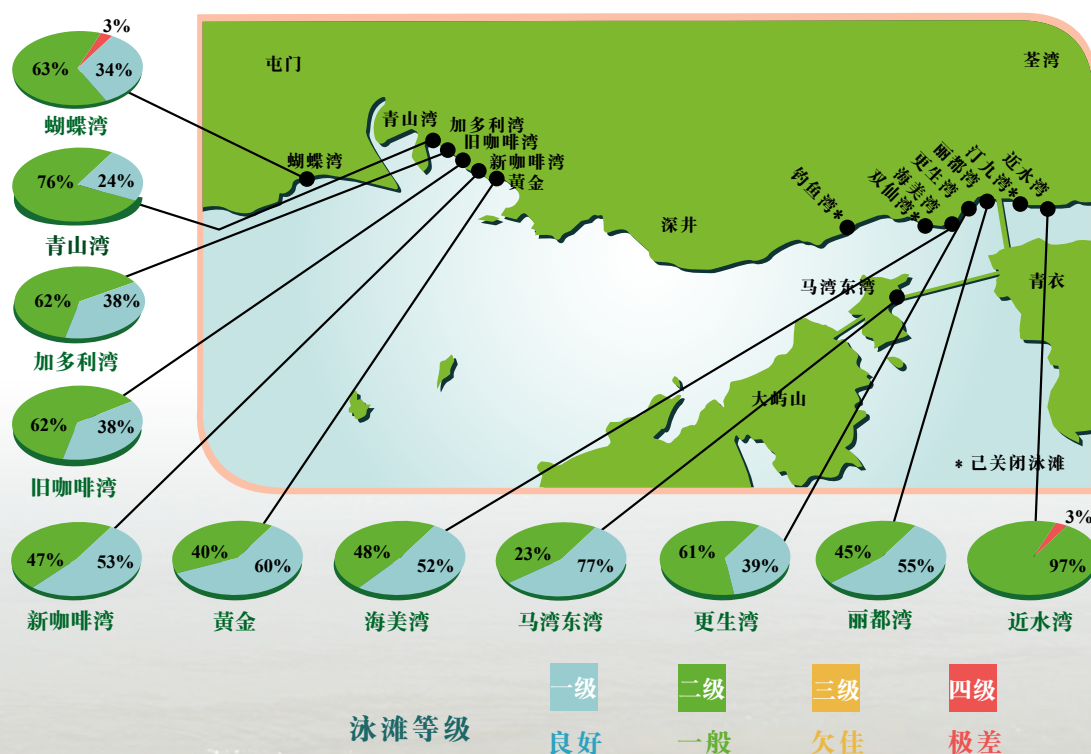 3%
63%
34%
蝴蝶湾
76%
24%
青山湾
62%
38%
加多利湾
62%
38%
旧咖啡湾
47%
53%
新咖啡湾
40%
60%
黄金
48%
52%
海美湾
23%
77%
马湾东湾
61%
39%
更生湾
45%
55%
丽都湾
3%
97%
近水湾
屯门
荃湾
青山湾
加多利湾
旧咖啡湾
新咖啡湾
黄金
蝴蝶湾
深井
钓鱼湾*
双仙湾*
海美湾
更生湾
丽都湾
汀九湾*
近水湾
青衣
马湾东湾
大屿山
* 已关闭泳滩
泳滩等级
一级
二级
三级
四级
良好
一般
欠佳
极差